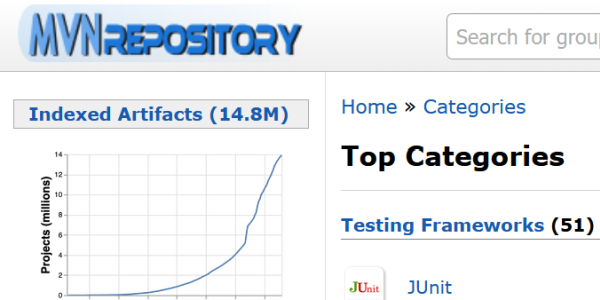 MVNREPOSITORY
Search for grou
Indexed Artifacts (14.8M)
Home » Categories
Top Categories
Projects (millions)
14
12
10
8
6
4
2
0
Testing Frameworks (51)
JUnit
JUnit